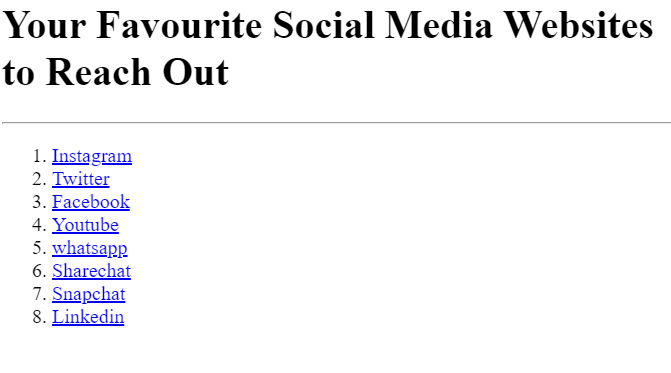 Your Favourite Social Media Websites
to Reach Out
1. Instagram
2. Twitter
3. Facebook
4. Youtube
5. whatsapp
6. Sharechat
7. Snapchat
8. Linkedin